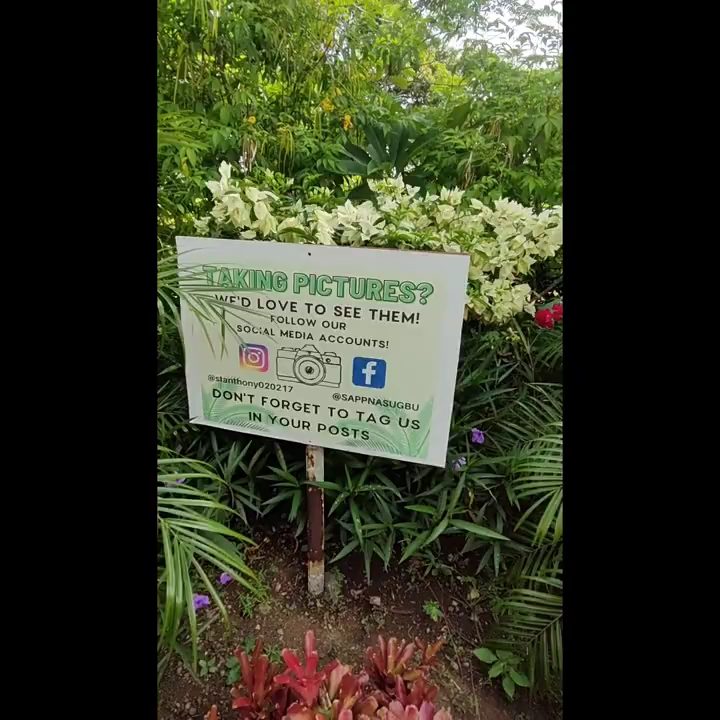 TAKING PICTURES?
WE'D LOVE TO SEE THEM!
FOLLOW OUR
SOCIAL MEDIA ACCOUNTS!
@stanthony020217
@SAPPNASUGBU
DON'T FORGET TO TAG US
IN YOUR POSTS